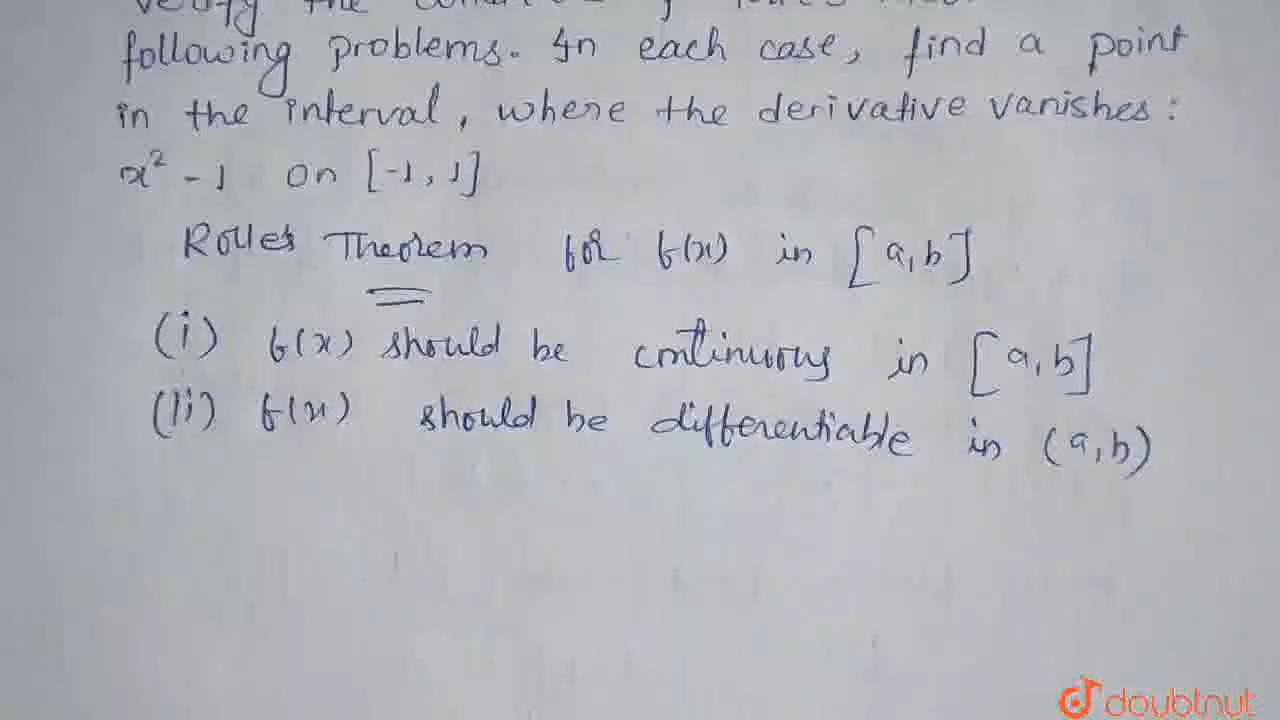 following problems. In each case, find a point
in the interval, where the derivative vanishes:
x² - 1 on [-1, 1]
Rolles Theorem for f(x) in [a, b]
(i) f(x) should be continuous in [a, b]
(ii) f(x) should be differentiable in (a, b)
doubtnut